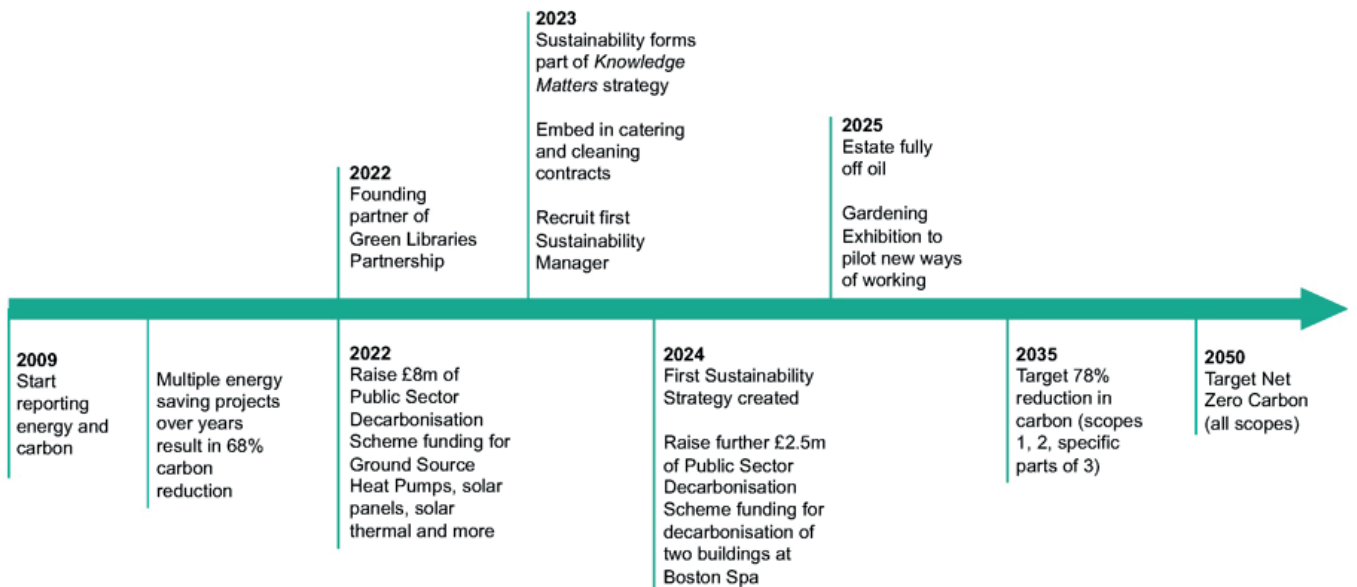 2023
Sustainability forms
part of Knowledge
Matters strategy
Embed in catering
and cleaning
contracts
Recruit first
Sustainability
Manager
2025
Estate fully
off oil
Gardening
Exhibition to
pilot new ways
of working
2022
Founding
partner of
Green Libraries
Partnership
2009
Start
reporting
energy and
carbon
Multiple energy
saving projects
over years
result in 68%
carbon
reduction
2022
Raise £8m of
Public Sector
Decarbonisation
Scheme funding for
Ground Source
Heat Pumps, solar
panels, solar
thermal and more
2024
First Sustainability
Strategy created
Raise further £2.5m
of Public Sector
Decarbonisation
Scheme funding for
decarbonisation of
two buildings at
Boston Spa
2035
Target 78%
reduction in
carbon (scopes
1, 2, specific
parts of 3)
2050
Target Net
Zero Carbon
(all scopes)